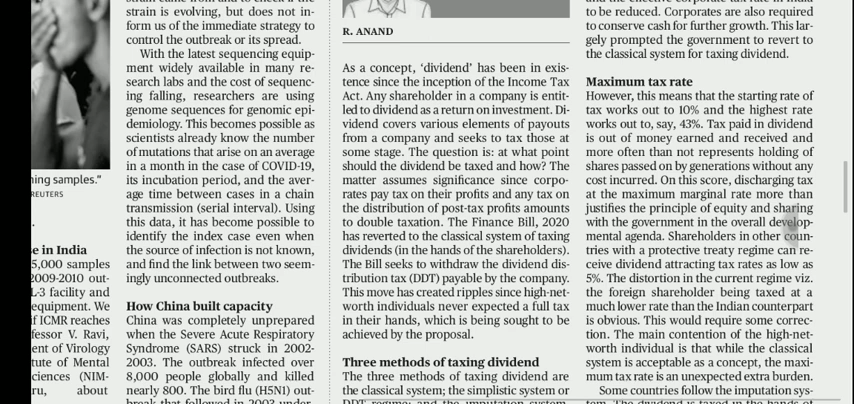 ning samples."
REUTERS
.
se in India
5,000 samples
2009-2010 out-
L-3 facility and
equipment. We
if ICMR reaches
fessor V. Ravi,
ent of Virology
tute of Mental
ciences (NIM-
ru, about
strain is evolving, but does not in-
form us of the immediate strategy to
control the outbreak or its spread.
With the latest sequencing equip-
ment widely available in many re-
search labs and the cost of sequenc-
ing falling, researchers are using
genome sequences for genomic epi-
demiology. This becomes possible as
scientists already know the number
of mutations that arise on an average
in a month in the case of COVID-19,
its incubation period, and the aver-
age time between cases in a chain
transmission (serial interval). Using
this data, it has become possible to
identify the index case even when
the source of infection is not known,
and find the link between two seem-
ingly unconnected outbreaks.
How China built capacity
China was completely unprepared
when the Severe Acute Respiratory
Syndrome (SARS) struck in 2002-
2003. The outbreak infected over
8,000 people globally and killed
nearly 800. The bird flu (H5N1) out-
break that followed in 2003 under-
R. ANAND
As a concept, 'dividend' has been in exis-
tence since the inception of the Income Tax
Act. Any shareholder in a company is entit-
led to dividend as a return on investment. Di-
vidend covers various elements of payouts
from a company and seeks to tax those at
some stage. The question is: at what point
should the dividend be taxed and how? The
matter assumes significance since corpo-
rates pay tax on their profits and any tax on
the distribution of post-tax profits amounts
to double taxation. The Finance Bill, 2020
has reverted to the classical system of taxing
dividends (in the hands of the shareholders).
The Bill seeks to withdraw the dividend dis-
tribution tax (DDT) payable by the company.
This move has created ripples since high-net-
worth individuals never expected a full tax
in their hands, which is being sought to be
achieved by the proposal.
Three methods of taxing dividend
The three methods of taxing dividend are
the classical system; the simplistic system or
DDT regime; and the imputation system.
and the effective corporate tax rate in India
to be reduced. Corporates are also required
to conserve cash for further growth. This lar-
gely prompted the government to revert to
the classical system for taxing dividend.
Maximum tax rate
However, this means that the starting rate of
tax works out to 10% and the highest rate
works out to, say, 43%. Tax paid in dividend
is out of money earned and received and
more often than not represents holding of
shares passed on by generations without any
cost incurred. On this score, discharging tax
at the maximum marginal rate more than
justifies the principle of equity and sharing
with the government in the overall develop-
mental agenda. Shareholders in other coun-
tries with a protective treaty regime can re-
ceive dividend attracting tax rates as low as
5%. The distortion in the current regime viz.
the foreign shareholder being taxed at a
much lower rate than the Indian counterpart
is obvious. This would require some correc-
tion. The main contention of the high-net-
worth individual is that while the classical
system is acceptable as a concept, the maxi-
mum tax rate is an unexpected extra burden.
Some countries follow the imputation sys-
tem. The dividend is taxed in the hands of